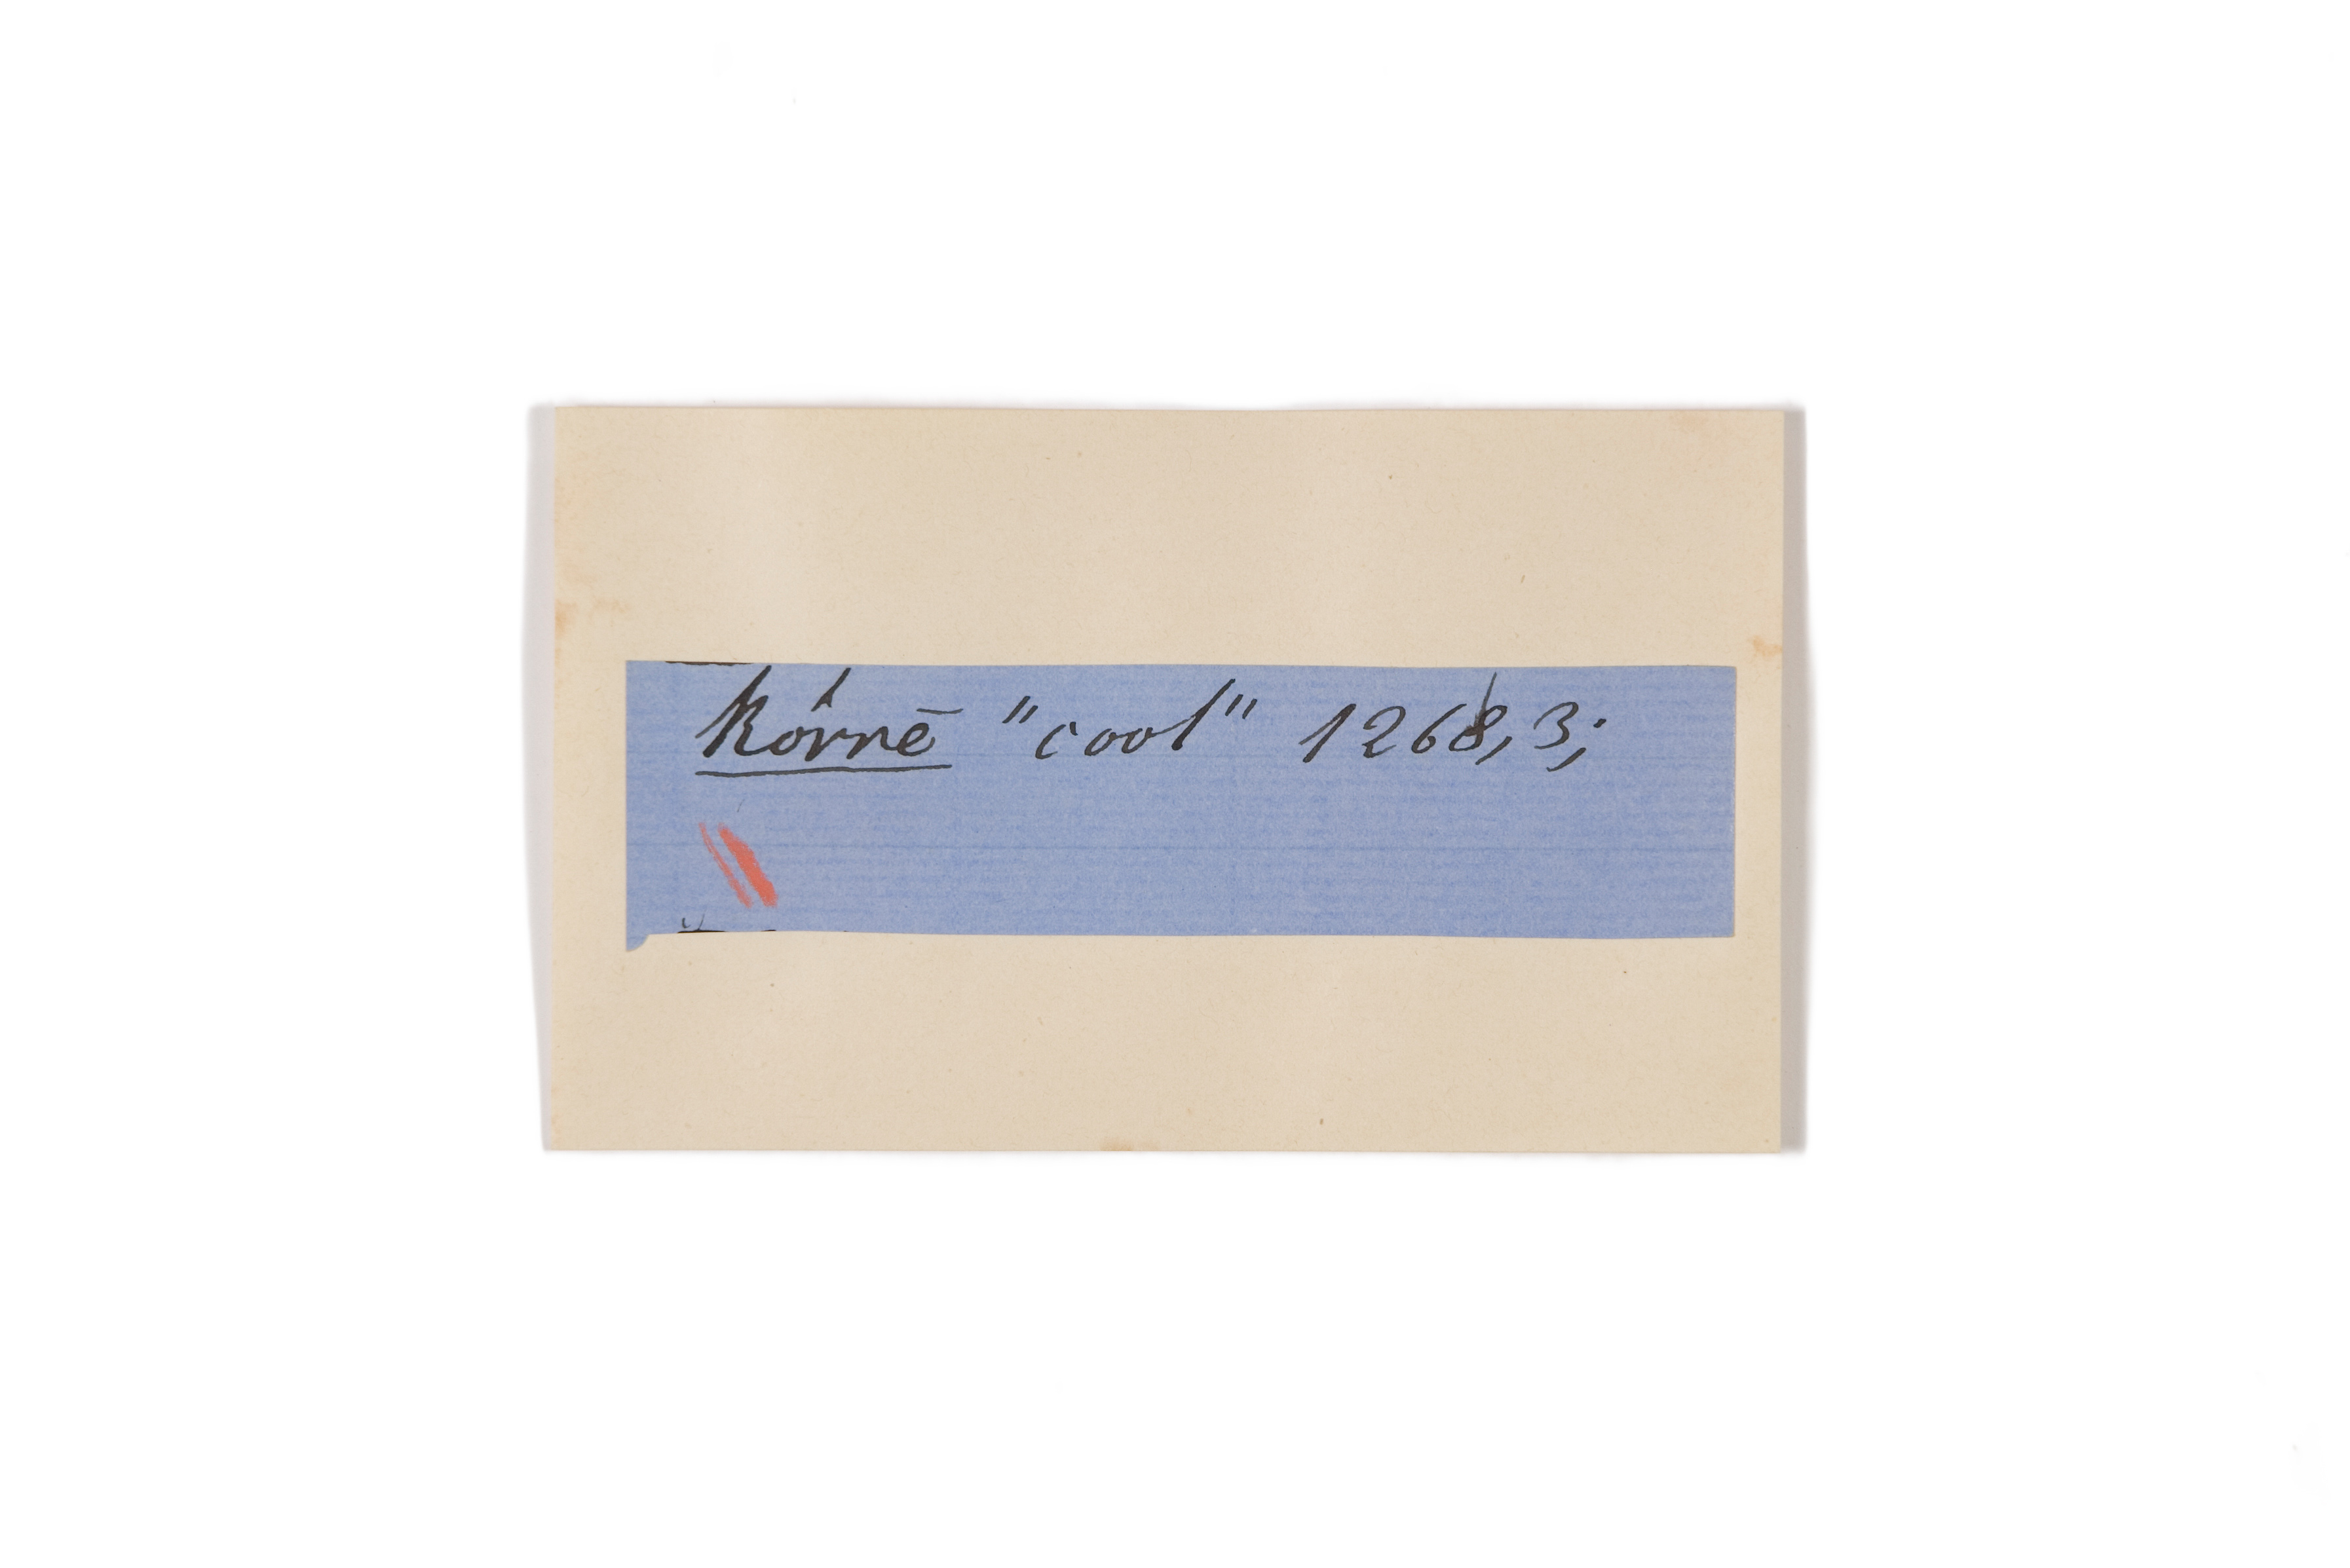 kórnē "cool" 1268, 3;